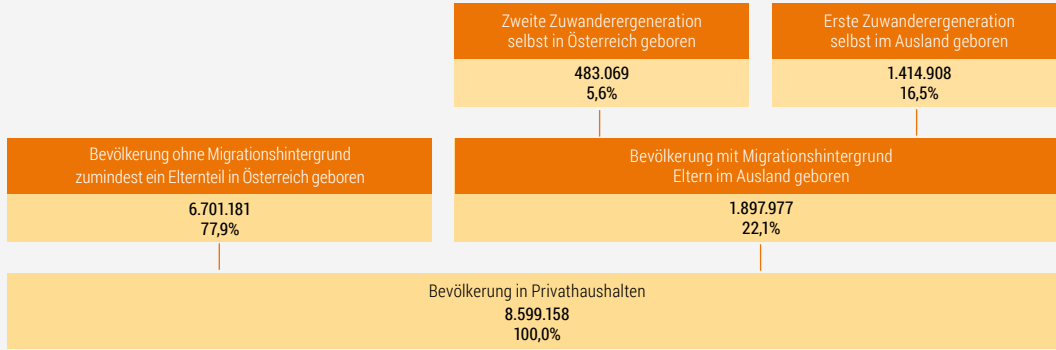 Zweite Zuwanderergeneration
selbst in Österreich geboren
483.069
5,6%
Erste Zuwanderergeneration
selbst im Ausland geboren
1.414.908
16,5%
Bevölkerung ohne Migrationshintergrund
zumindest ein Elternteil in Österreich geboren
6.701.181
77,9%
Bevölkerung mit Migrationshintergrund
Eltern im Ausland geboren
1.897.977
22,1%
Bevölkerung in Privathaushalten
8.599.158
100,0%